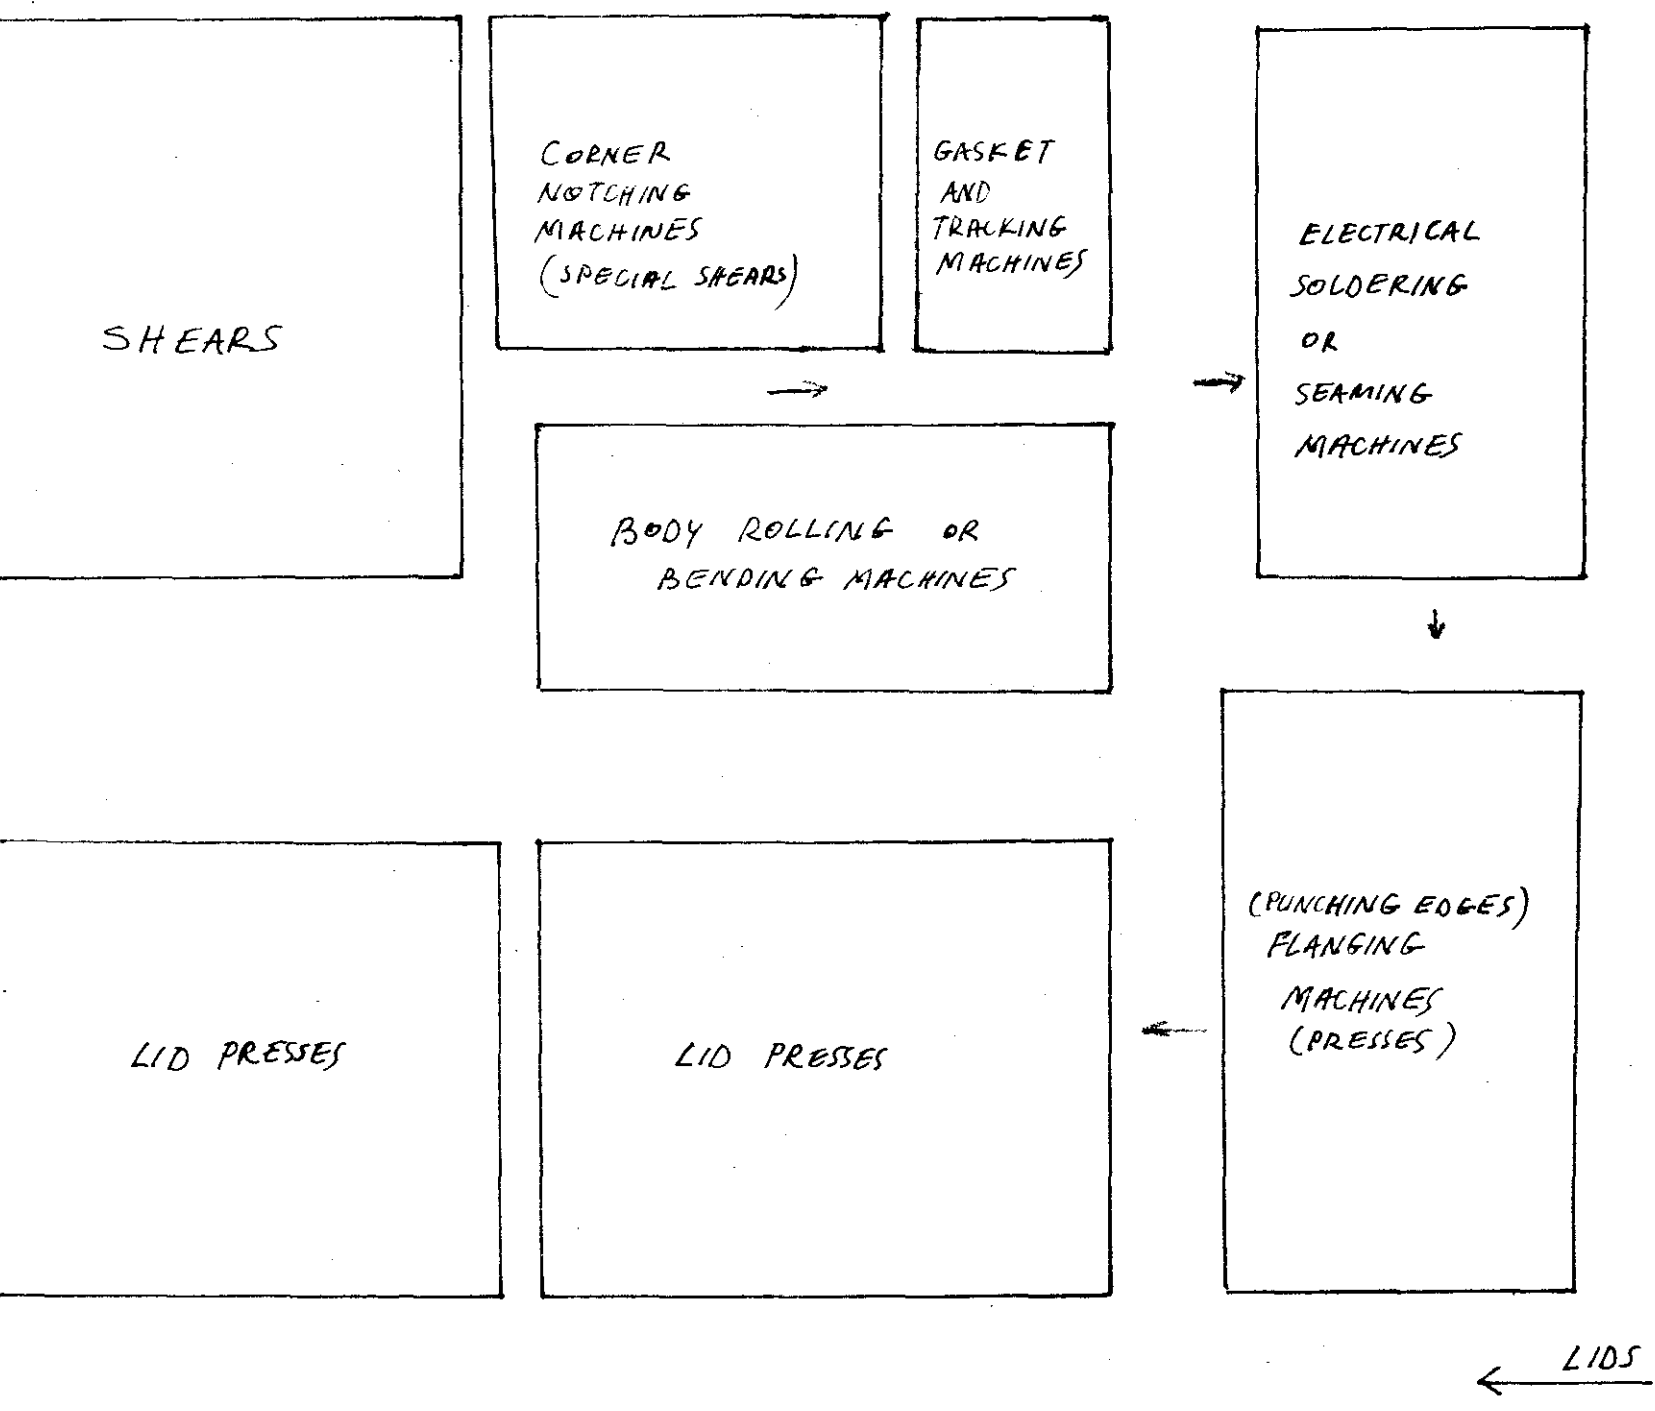 SHEARS
CORNER
NOTCHING
MACHINES
(SPECIAL SHEARS)
GASKET
AND
TRACKING
MACHINES
ELECTRICAL
SOLDERING
OR
SEAMING
MACHINES
BODY ROLLING OR
BENDING MACHINES
LID PRESSES
LID PRESSES
(PUNCHING EDGES)
FLANGING
MACHINES
(PRESSES)
LIDS